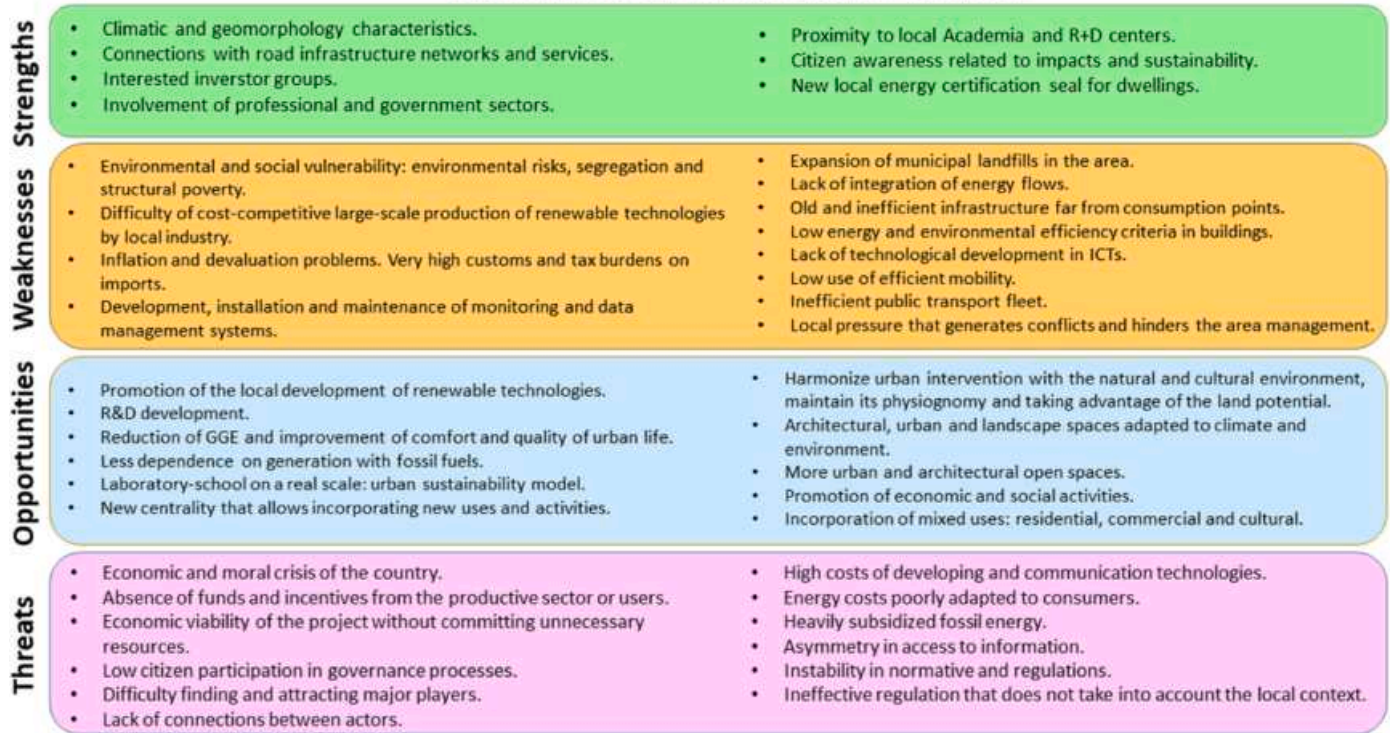 Strengths
• Climatic and geomorphology characteristics.
• Connections with road infrastructure networks and services.
• Interested inverstor groups.
• Involvement of professional and government sectors.
• Proximity to local Academia and R+D centers.
• Citizen awareness related to impacts and sustainability.
• New local energy certification seal for dwellings.
Weaknesses
• Environmental and social vulnerability: environmental risks, segregation and
structural poverty.
• Difficulty of cost-competitive large-scale production of renewable technologies
by local industry.
• Inflation and devaluation problems. Very high customs and tax burdens on
imports.
• Development, installation and maintenance of monitoring and data
management systems.
• Expansion of municipal landfills in the area.
• Lack of integration of energy flows.
• Old and inefficient infrastructure far from consumption points.
• Low energy and environmental efficiency criteria in buildings.
• Lack of technological development in ICTs.
• Low use of efficient mobility.
• Inefficient public transport fleet.
• Local pressure that generates conflicts and hinders the area management.
Opportunities
• Promotion of the local development of renewable technologies.
• R&D development.
• Reduction of GGE and improvement of comfort and quality of urban life.
• Less dependence on generation with fossil fuels.
• Laboratory-school on a real scale: urban sustainability model.
• New centrality that allows incorporating new uses and activities.
• Harmonize urban intervention with the natural and cultural environment,
maintain its physiognomy and taking advantage of the land potential.
• Architectural, urban and landscape spaces adapted to climate and
environment.
• More urban and architectural open spaces.
• Promotion of economic and social activities.
• Incorporation of mixed uses: residential, commercial and cultural.
Threats
• Economic and moral crisis of the country.
• Absence of funds and incentives from the productive sector or users.
• Economic viability of the project without committing unnecessary
resources.
• Low citizen participation in governance processes.
• Difficulty finding and attracting major players.
• Lack of connections between actors.
• High costs of developing and communication technologies.
• Energy costs poorly adapted to consumers.
• Heavily subsidized fossil energy.
• Asymmetry in access to information.
• Instability in normative and regulations.
• Ineffective regulation that does not take into account the local context.